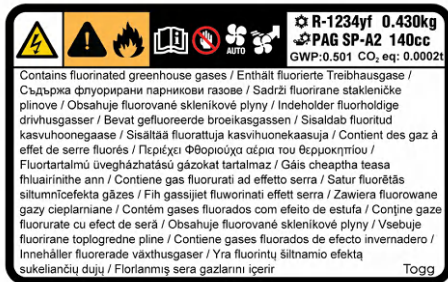 R-1234yf 0.430kg
PAG SP-A2 140cc
AUTO
GWP:0.501 CO₂ eq: 0.0002t
Contains fluorinated greenhouse gases / Enthält fluorierte Treibhausgase /
Съдържа флуорирани парникови газове / Sadrži fluorirane stakleničke
plinove / Obsahuje fluorované skleníkové plyny / Indeholder fluorholdige
drivhusgasser / Bevat gefluoreerde broeikasgassen / Sisaldab fluoritud
kasvuhoonegaase / Sisältää fluorattuja kasvihuonekaasuja / Contient des gaz à
effet de serre fluorés / Περιέχει Φθοριούχα αέρια του θερμοκηπίου /
Fluortartalmú üvegházhatású gázokat tartalmaz / Gáis cheaptha teasa
fhluairínithe ann / Contiene gas fluorurati ad effetto serra / Satur fluorētās
siltumnīcefekta gāzes / Fih gassijiet fluworinati effett serra / Zawiera fluorowane
gazy cieplarniane / Contém gases fluorados com efeito de estufa / Conţine gaze
fluorurate cu efect de seră / Obsahuje fluorované skleníkové plyny / Vsebuje
fluorirane toplogredne pline / Contiene gases fluorados de efecto invernadero /
Innehåller fluorerade växthusgaser / Yra fluorintų šiltnamio efektą
sukeliančių dujų / Florlanmış sera gazlarını içerir
Togg